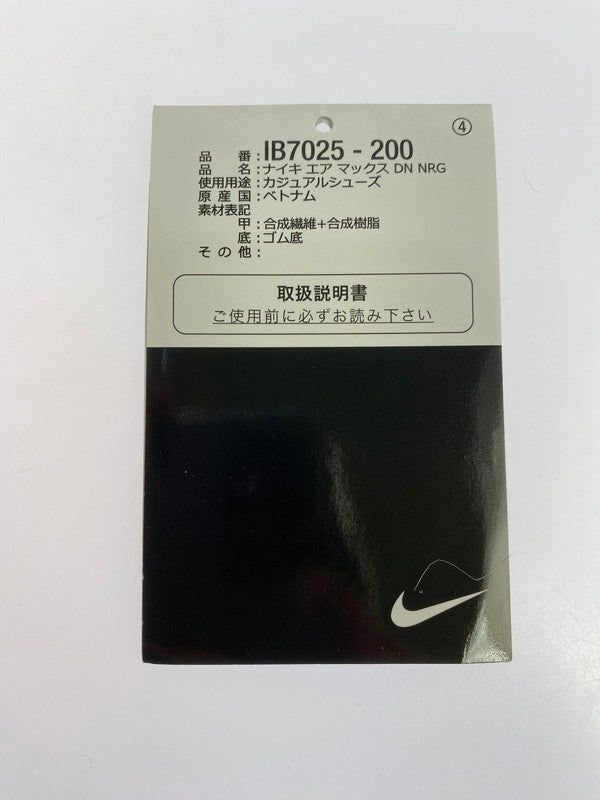 ④
品 番:IB7025 - 200
品 名:ナイキ エア マックス DN NRG
使用用途:カジュアルシューズ
原 産 国:ベトナム
素材表記
甲:合成繊維+合成樹脂
底:ゴム底
そ の 他:
取扱説明書
ご使用前に必ずお読み下さい